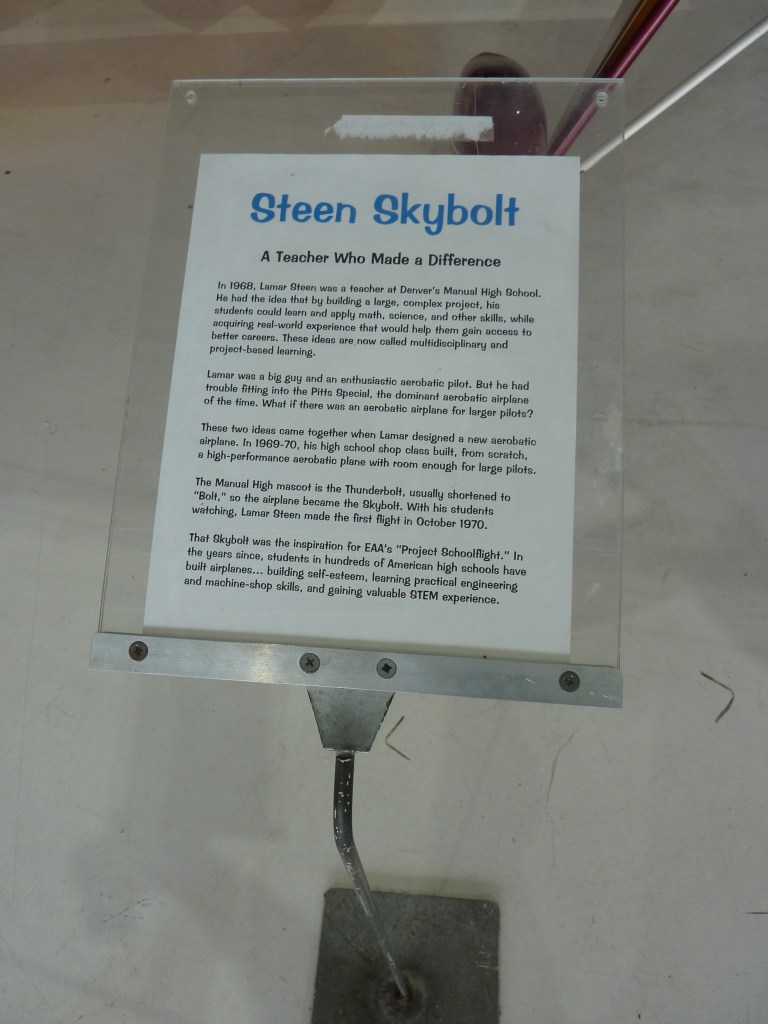 Steen Skybolt
A Teacher Who Made a Difference
In 1968, Lamar Steen was a teacher at Denver's Manual High School.
He had the idea that by building a large, complex project, his
students could learn and apply math, science, and other skills, while
acquiring real-world experience that would help them gain access to
better careers. These ideas are now called multidisciplinary and
project-based learning.
Lamar was a big guy and an enthusiastic aerobatic pilot. But he had
trouble fitting into the Pitts Special, the dominant aerobatic airplane
of the time. What if there was an aerobatic airplane for larger pilots?
These two ideas came together when Lamar designed a new aerobatic
airplane. In 1969-70, his high school shop class built, from scratch,
a high-performance aerobatic plane with room enough for large pilots.
The Manual High mascot is the Thunderbolt, usually shortened to
"Bolt," so the airplane became the Skybolt. With his students
watching, Lamar Steen made the first flight in October 1970.
That Skybolt was the inspiration for EAA's "Project Schoolflight." In
the years since, students in hundreds of American high schools have
built airplanes... building self-esteem, learning practical engineering
and machine-shop skills, and gaining valuable STEM experience.